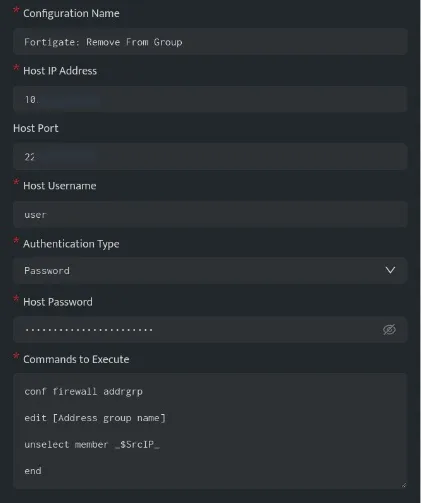 * Configuration Name
Fortigate: Remove From Group
* Host IP Address
10
Host Port
22
* Host Username
user
* Authentication Type
Password
* Host Password
•••••••••••••••••••••••
* Commands to Execute
conf firewall addrgrp
edit [Address group name]
unselect member _$SrcIP_
end